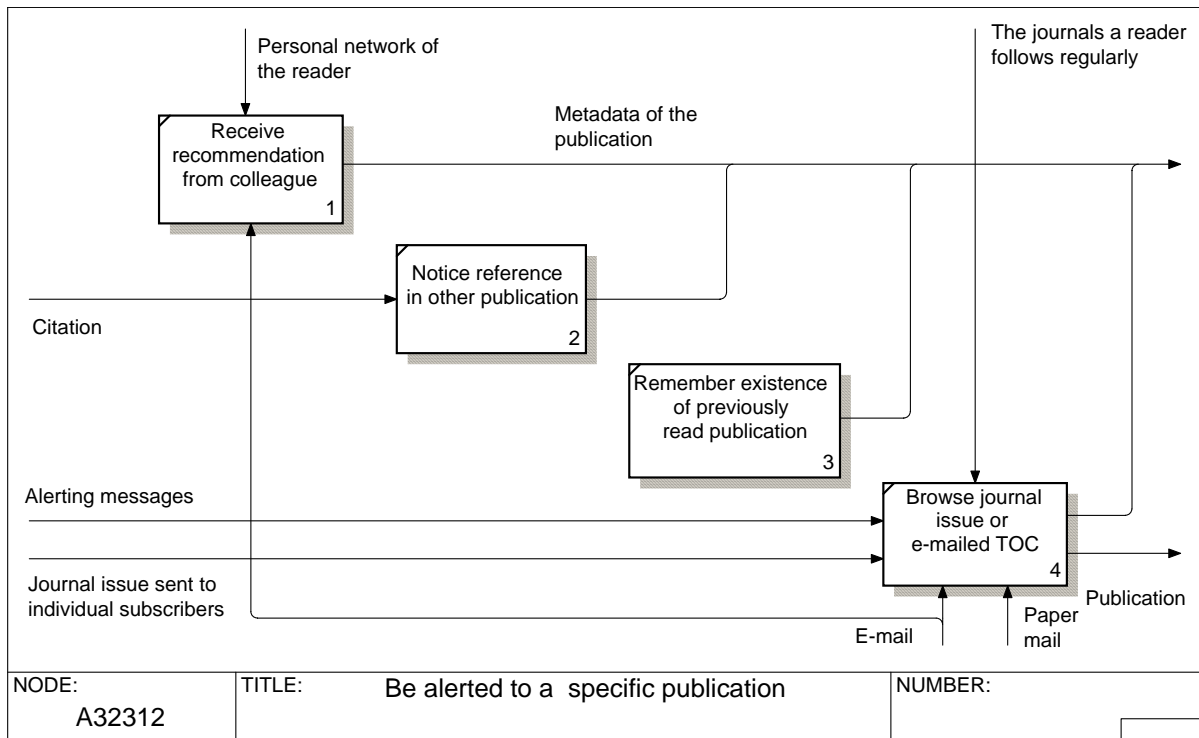 Personal network of
the reader
The journals a reader
follows regularly
Receive
recommendation
from colleague
1
Metadata of the
publication
Notice reference
in other publication
2
Citation
Remember existence
of previously
read publication
3
Alerting messages
Browse journal
issue or
e-mailed TOC
4
Journal issue sent to
individual subscribers
Publication
E-mail
Paper
mail
NODE:
A32312
TITLE:
Be alerted to a specific publication
NUMBER: